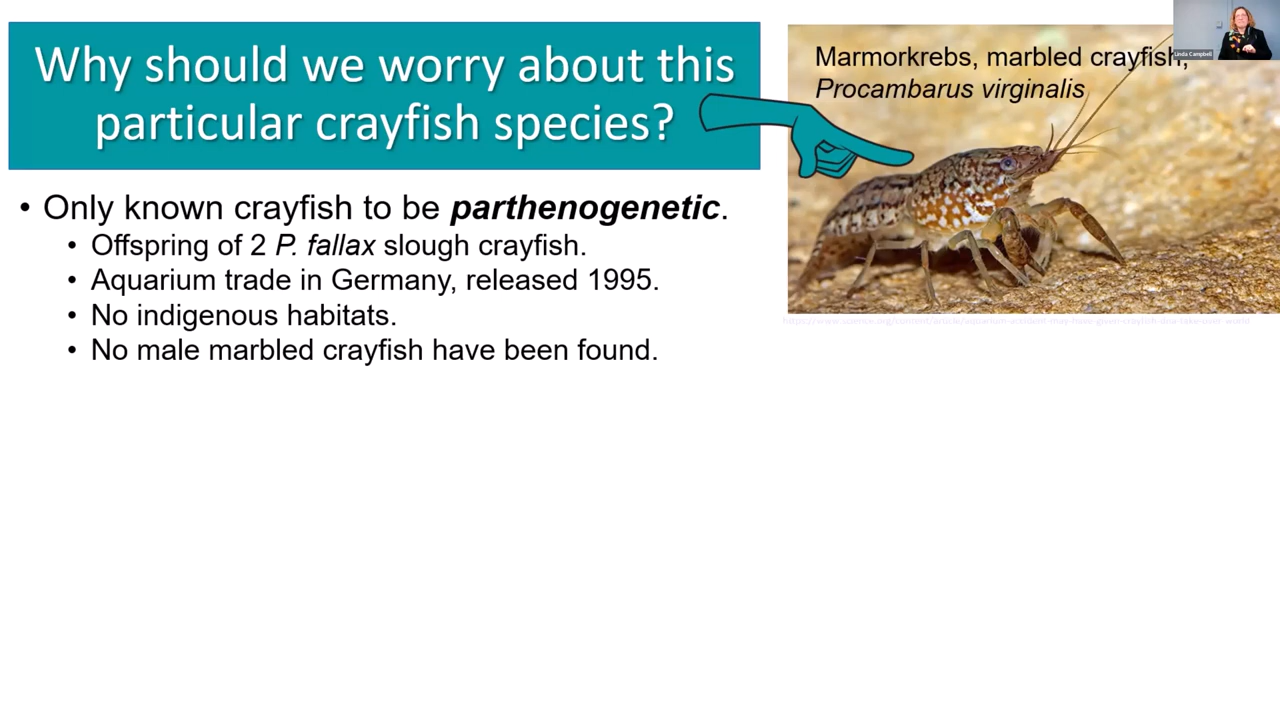 Why should we worry about this
particular crayfish species?
Marmorkrebs, marbled crayfish,
Procambarus virginalis
Linda Campbell
• Only known crayfish to be parthenogenetic.
• Offspring of 2 P. fallax slough crayfish.
• Aquarium trade in Germany, released 1995.
• No indigenous habitats.
• No male marbled crayfish have been found.